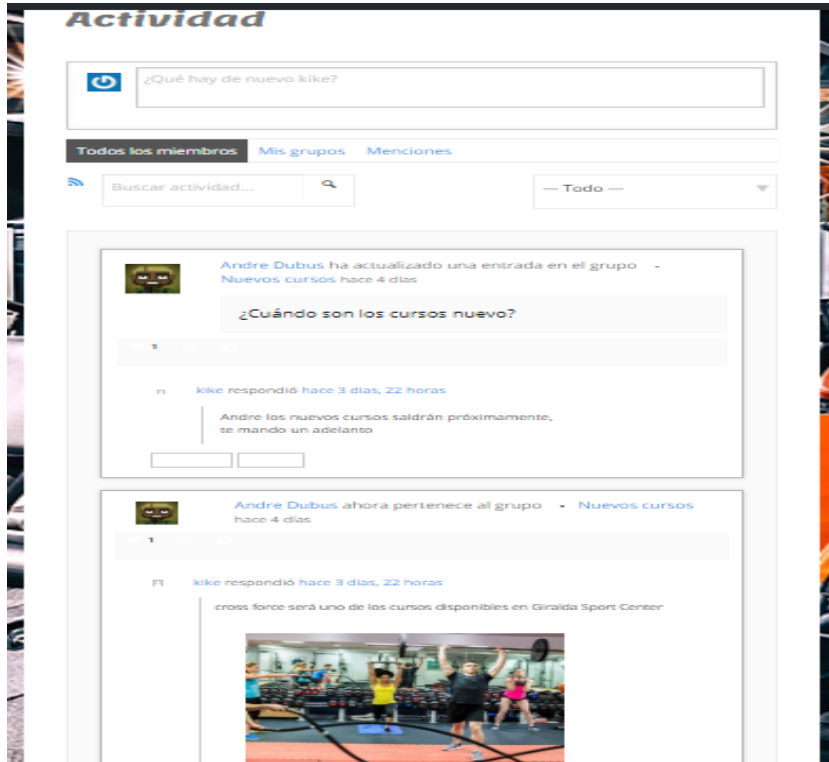 Actividad
¿Qué hay de nuevo kike?
Todos los miembros Mis grupos Menciones
Buscar actividad... — Todo —
Andre Dubus ha actualizado una entrada en el grupo -
Nuevos cursos hace 4 días
¿Cuándo son los cursos nuevo?
1
kike respondió hace 3 días, 22 horas
Andre los nuevos cursos saldrán próximamente,
te mando un adelanto
Andre Dubus ahora pertenece al grupo - Nuevos cursos
hace 4 días
1
kike respondió hace 3 días, 22 horas
cross force será uno de los cursos disponibles en Giralda Sport Center